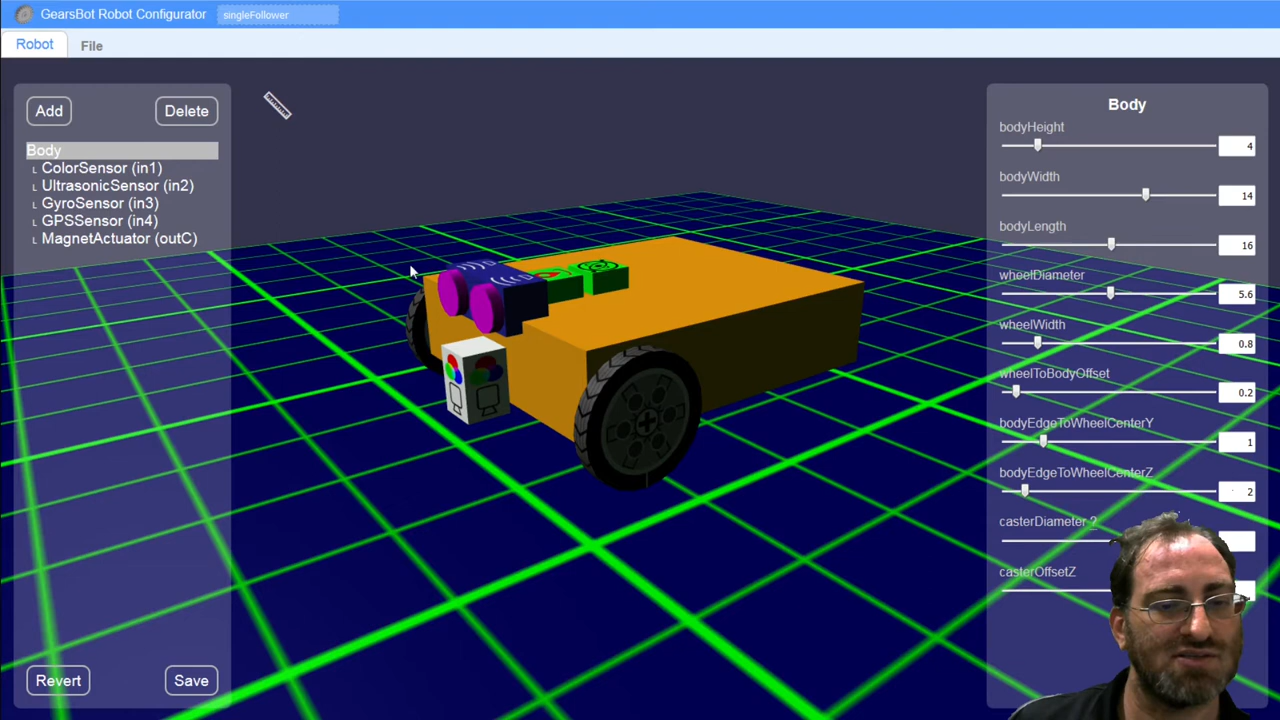 GearsBot Robot Configurator
singleFollower
Robot
File
Add
Delete
Body
ColorSensor (in1)
UltrasonicSensor (in2)
GyroSensor (in3)
GPSSensor (in4)
MagnetActuator (outC)
Revert
Save
Body
bodyHeight
4
bodyWidth
14
bodyLength
16
wheelDiameter
5.6
wheelWidth
0.8
wheelToBodyOffset
0.2
bodyEdgeToWheelCenterY
1
bodyEdgeToWheelCenterZ
2
casterDiameter ?
casterOffsetZ